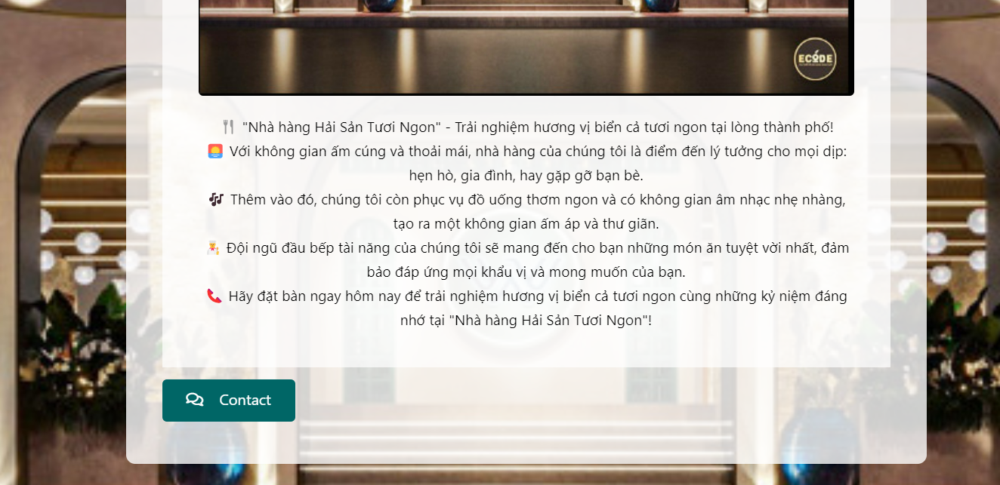 ECODE
🍴 "Nhà hàng Hải Sản Tươi Ngon" - Trải nghiệm hương vị biển cả tươi ngon tại lòng thành phố!
🌅 Với không gian ấm cúng và thoải mái, nhà hàng của chúng tôi là điểm đến lý tưởng cho mọi dịp:
hẹn hò, gia đình, hay gặp gỡ bạn bè.
🎶 Thêm vào đó, chúng tôi còn phục vụ đồ uống thơm ngon và có không gian âm nhạc nhẹ nhàng,
tạo ra một không gian ấm áp và thư giãn.
👩‍🍳 Đội ngũ đầu bếp tài năng của chúng tôi sẽ mang đến cho bạn những món ăn tuyệt vời nhất, đảm
bảo đáp ứng mọi khẩu vị và mong muốn của bạn.
📞 Hãy đặt bàn ngay hôm nay để trải nghiệm hương vị biển cả tươi ngon cùng những kỷ niệm đáng
nhớ tại "Nhà hàng Hải Sản Tươi Ngon"!
Contact